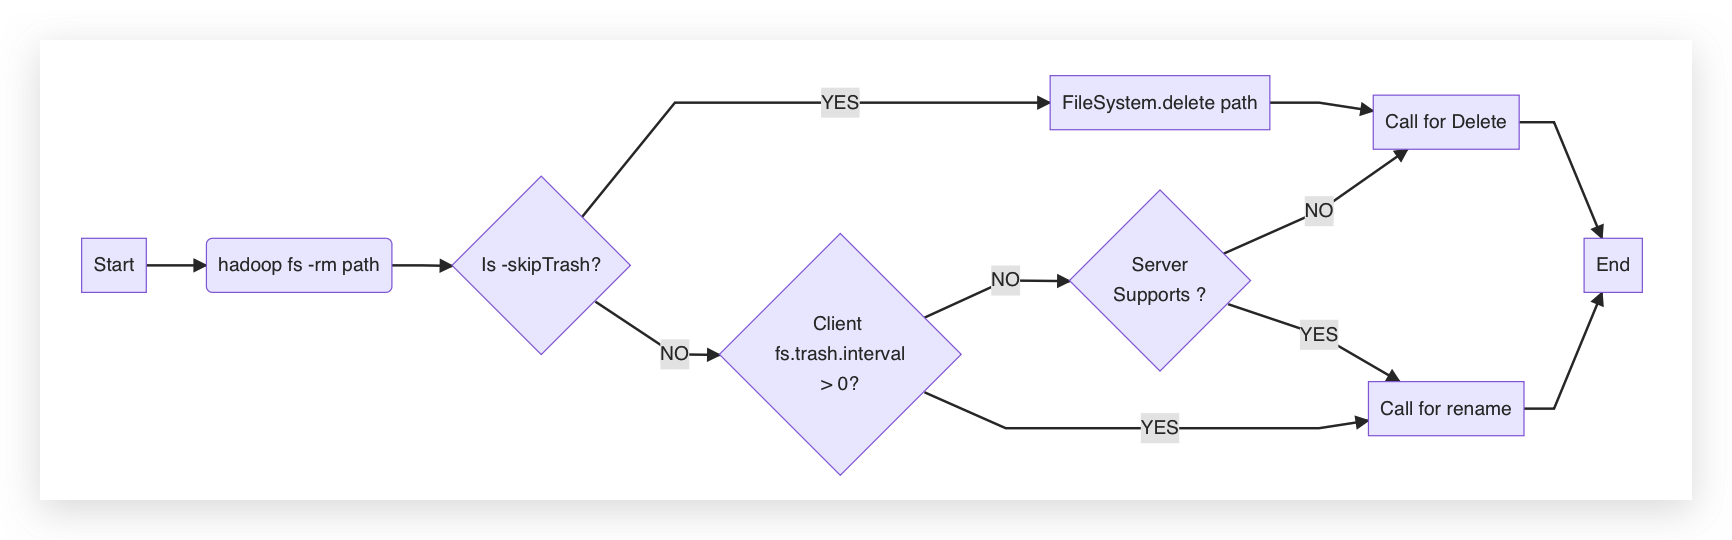 Start
hadoop fs -rm path
Is -skipTrash?
YES
FileSystem.delete path
Call for Delete
NO
Client
fs.trash.interval
> 0?
NO
Server
Supports ?
NO
YES
YES
Call for rename
End